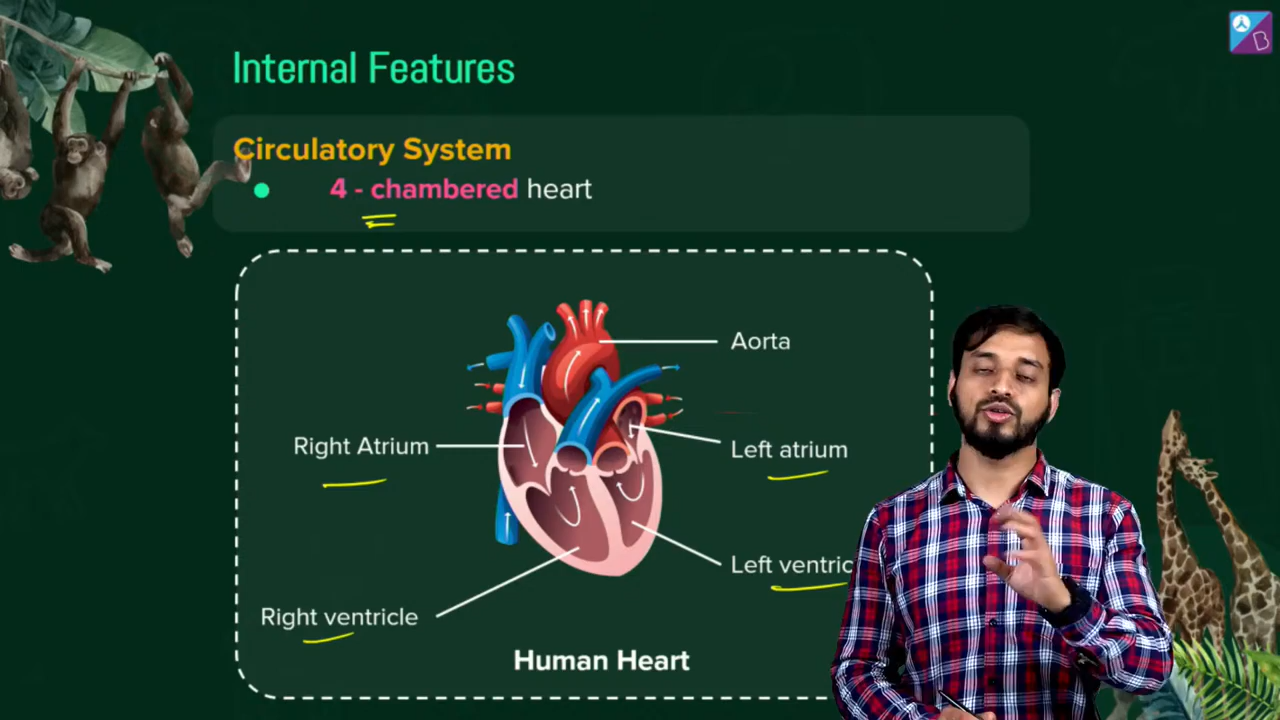 Internal Features
Circulatory System
4 - chambered heart
Aorta
Right Atrium
Left atrium
Left ventric
Right ventricle
Human Heart